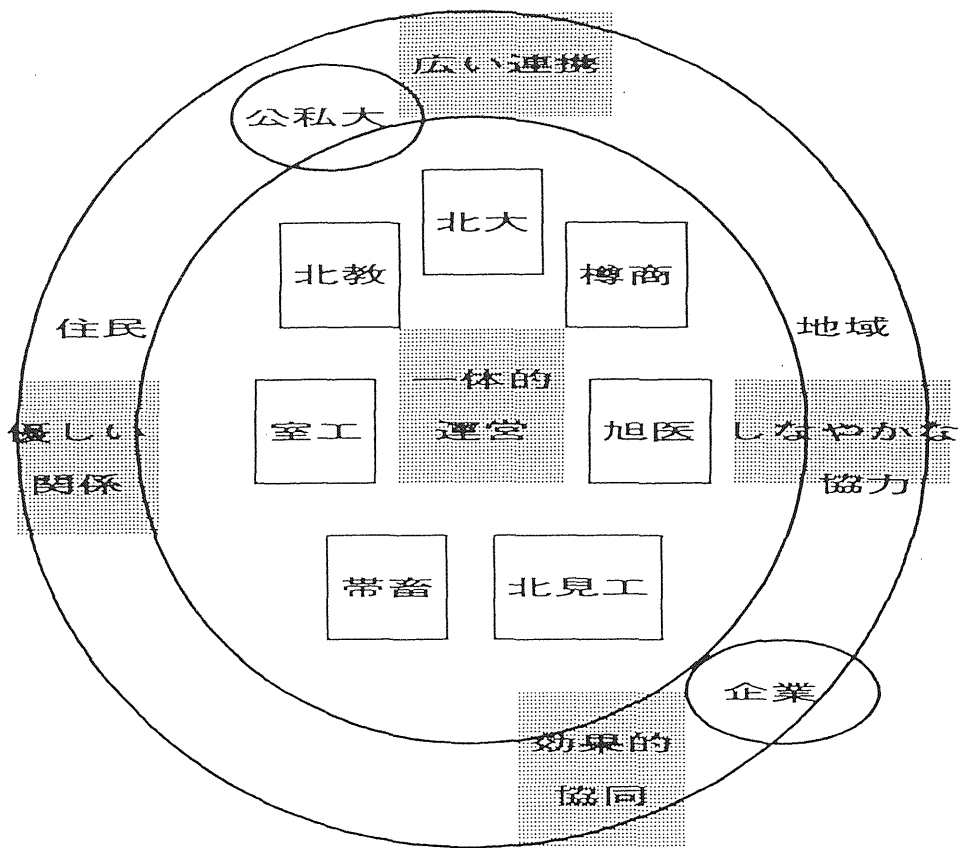 広い連携
公私大
北大
北教
樽商
住民
地域
一体的
運営
優しい
関係
室工
旭医
しなやかな
協力
帯畜
北見工
企業
効果的
協同